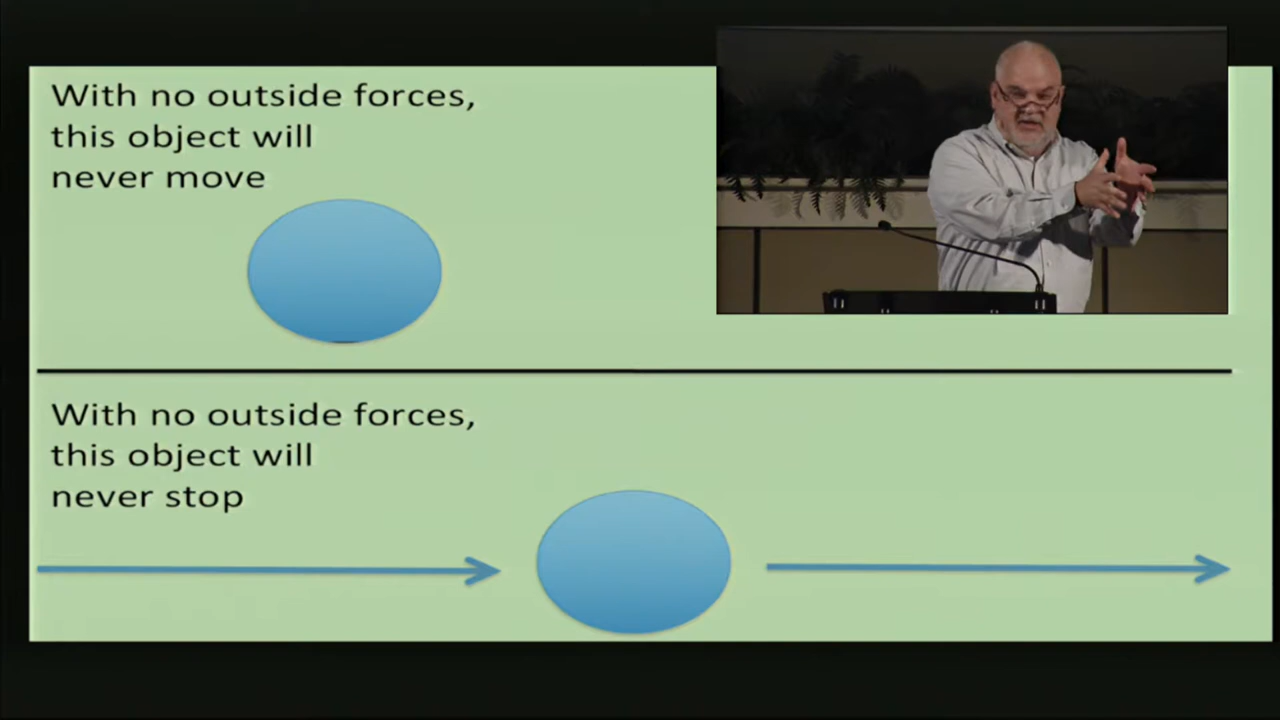 With no outside forces,
this object will
never move
With no outside forces,
this object will
never stop